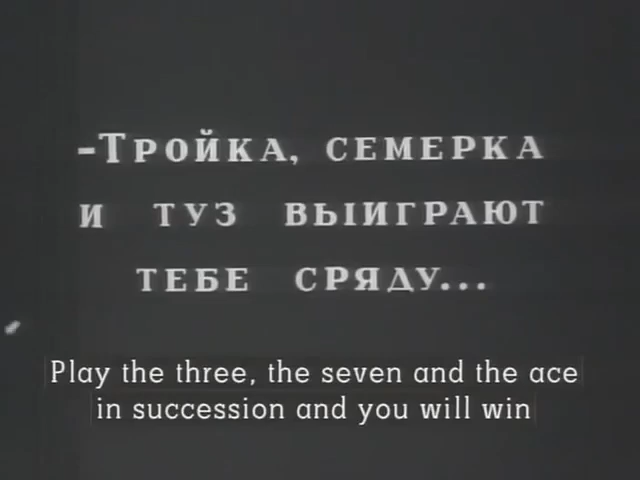 -Тройка, семерка
и туз выиграют
тебе сряду...
Play the three, the seven and the ace
in succession and you will win